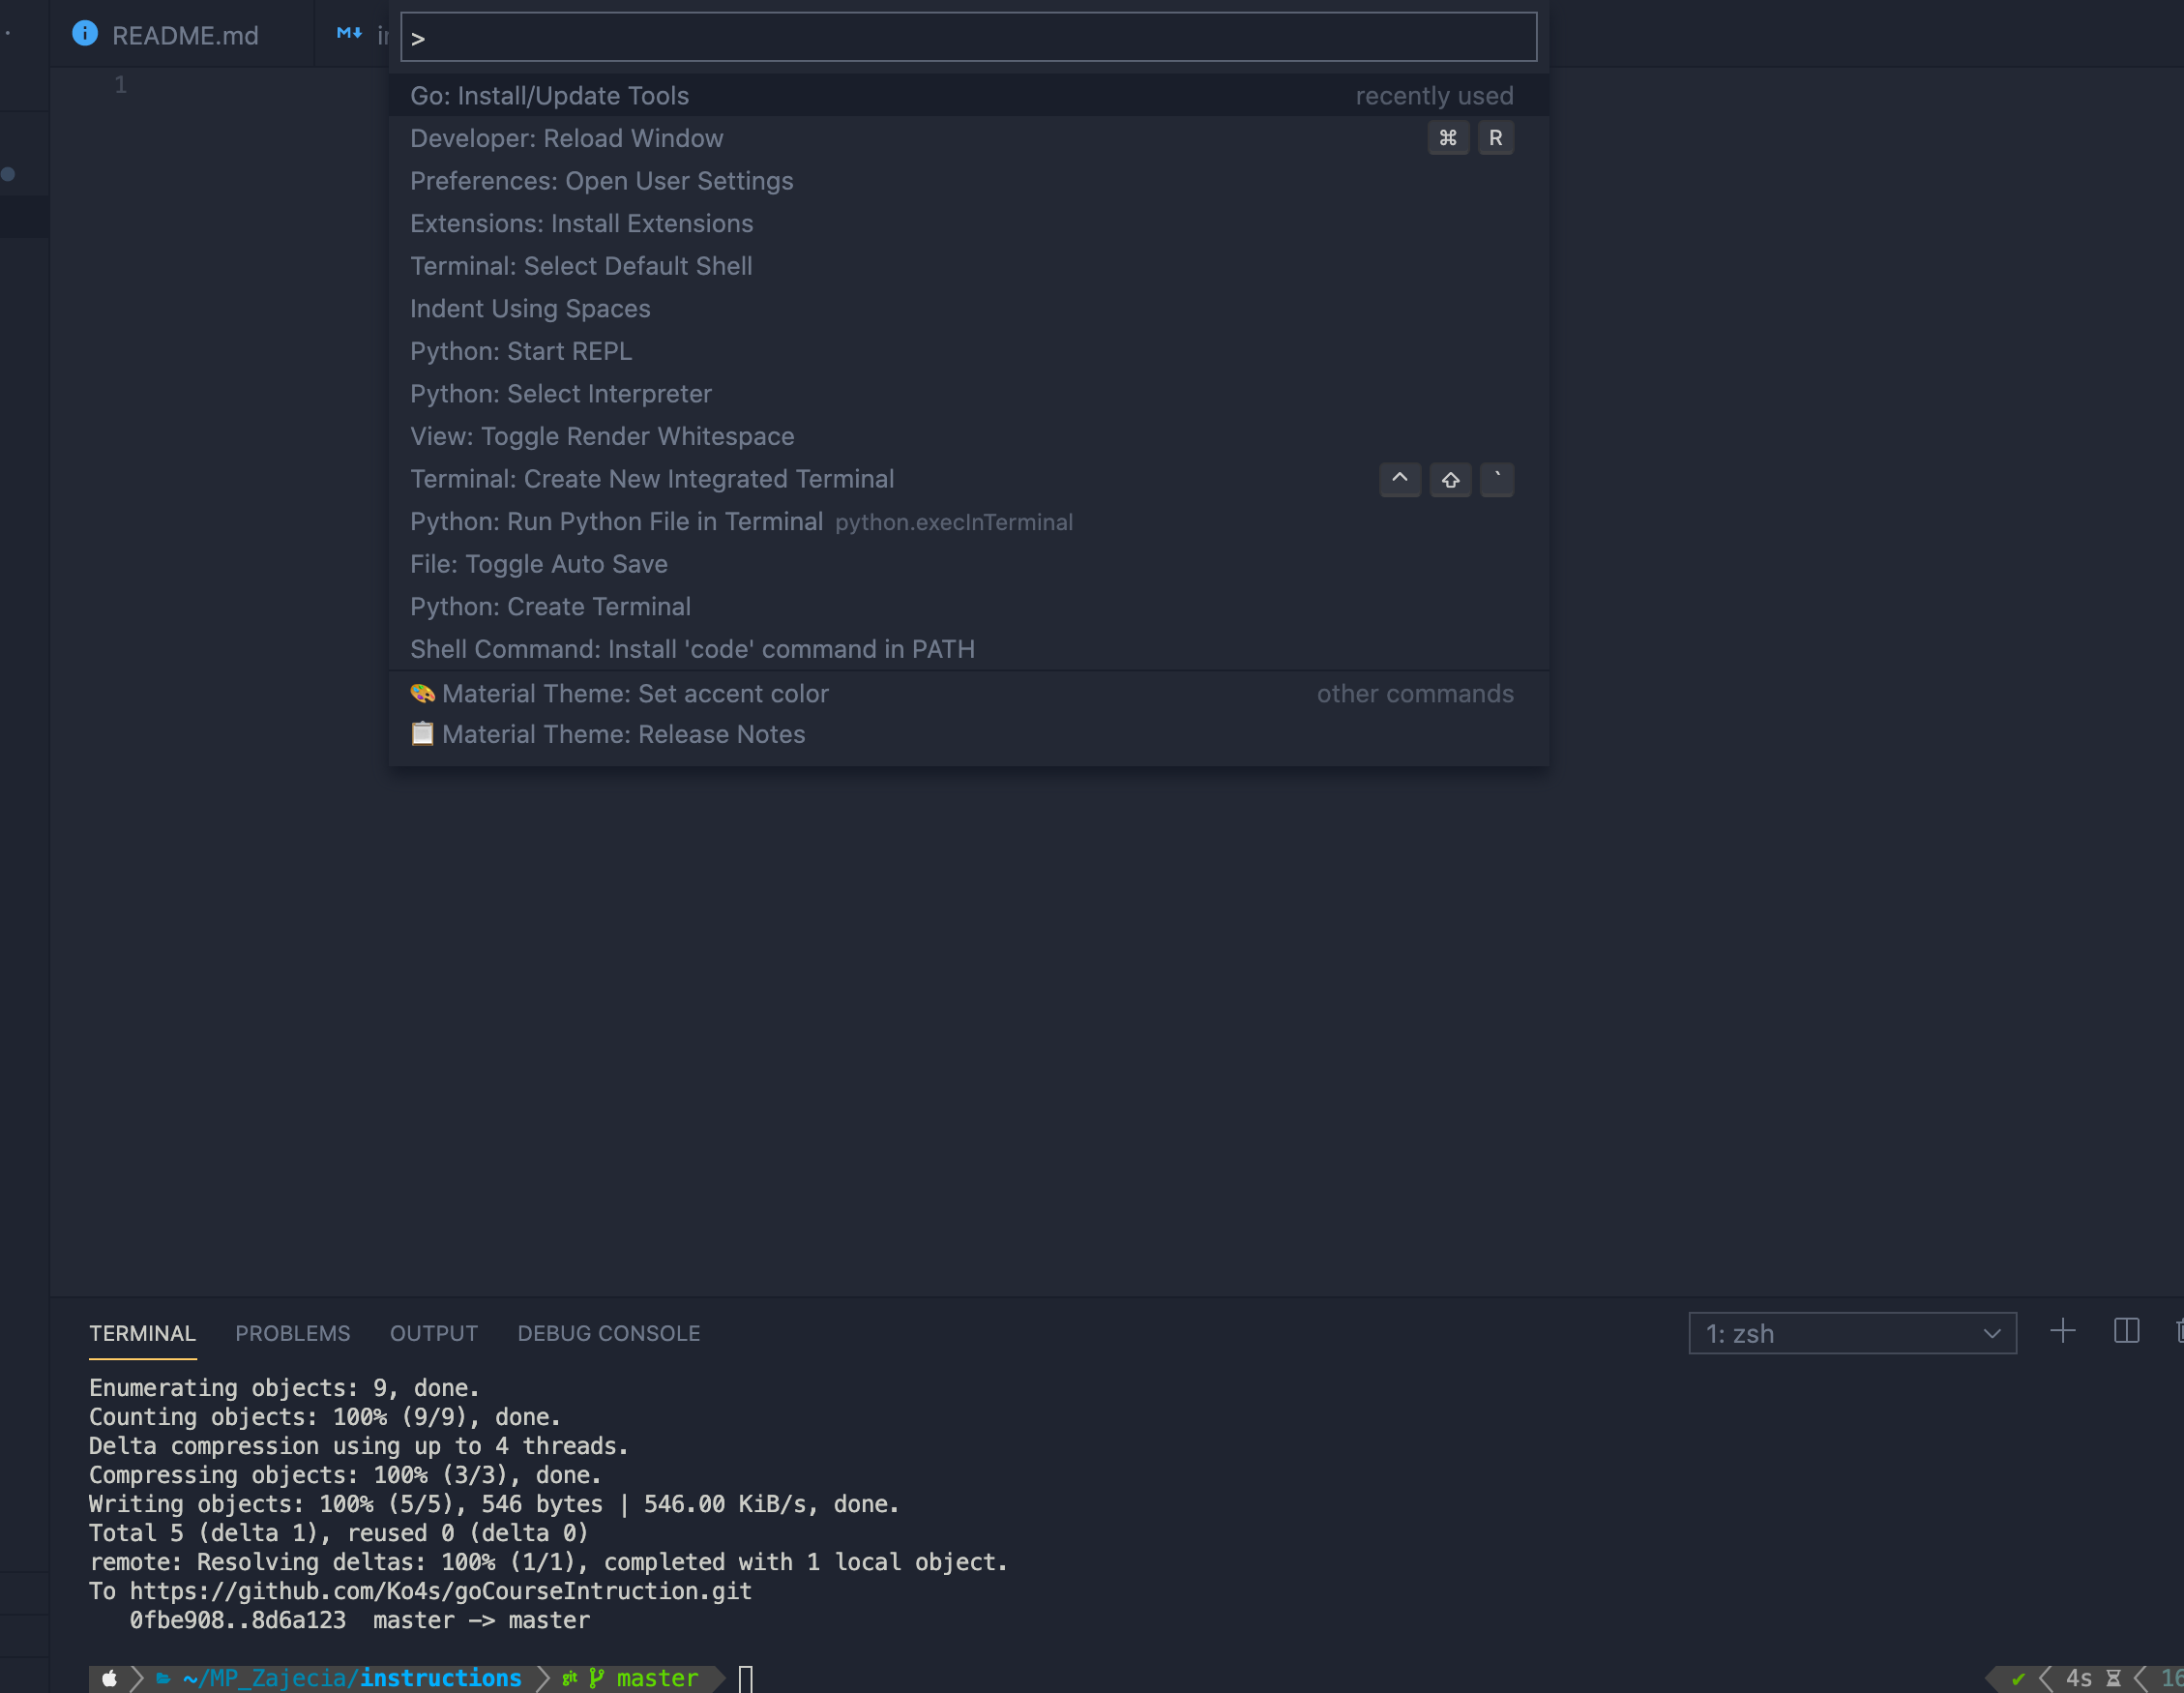 README.md
>
1
Go: Install/Update Tools recently used
Developer: Reload Window ⌘ R
Preferences: Open User Settings
Extensions: Install Extensions
Terminal: Select Default Shell
Indent Using Spaces
Python: Start REPL
Python: Select Interpreter
View: Toggle Render Whitespace
Terminal: Create New Integrated Terminal ^ ⇧ `
Python: Run Python File in Terminal python.execInTerminal
File: Toggle Auto Save
Python: Create Terminal
Shell Command: Install 'code' command in PATH
Material Theme: Set accent color other commands
Material Theme: Release Notes
TERMINAL PROBLEMS OUTPUT DEBUG CONSOLE 1: zsh
Enumerating objects: 9, done.
Counting objects: 100% (9/9), done.
Delta compression using up to 4 threads.
Compressing objects: 100% (3/3), done.
Writing objects: 100% (5/5), 546 bytes | 546.00 KiB/s, done.
Total 5 (delta 1), reused 0 (delta 0)
remote: Resolving deltas: 100% (1/1), completed with 1 local object.
To https://github.com/Ko4s/goCourseIntruction.git
0fbe908..8d6a123 master -> master
~/MP_Zajecia/instructions git master ✔ 4s